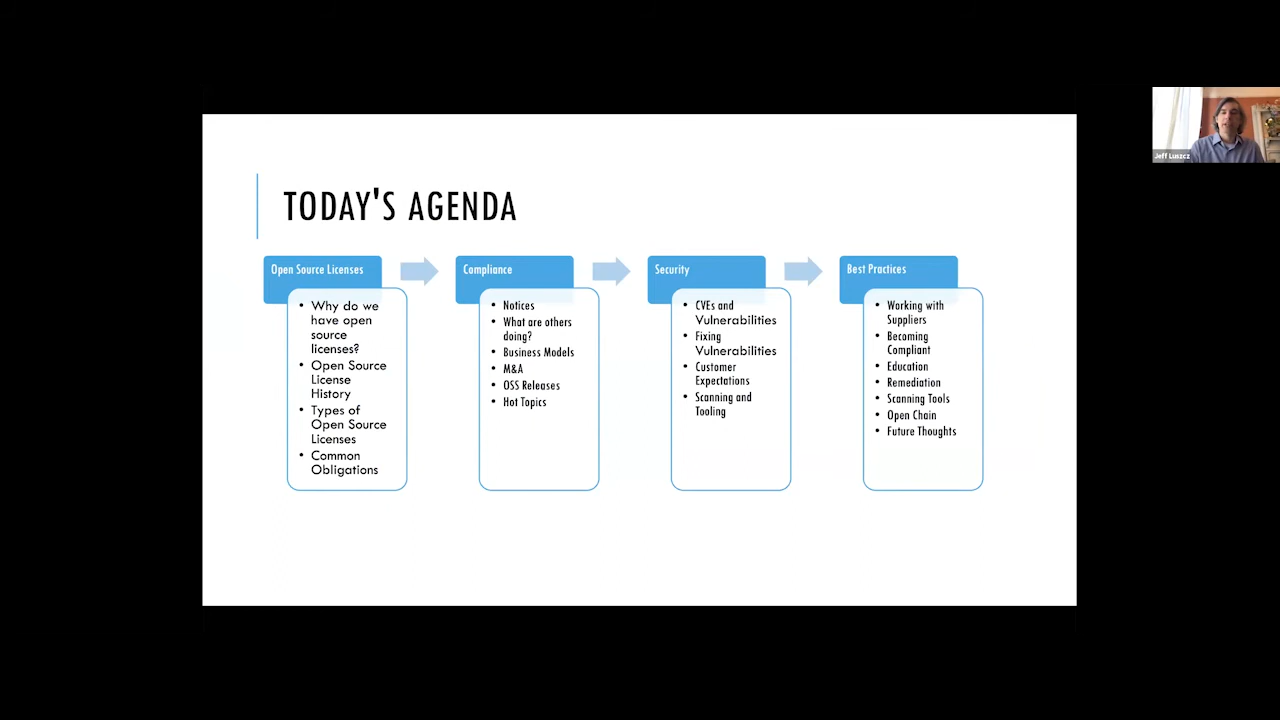 TODAY'S AGENDA
Open Source Licenses
• Why do we
have open
source
licenses?
• Open Source
License
History
• Types of
Open Source
Licenses
• Common
Obligations
Compliance
• Notices
• What are others
doing?
• Business Models
• M&A
• OSS Releases
• Hot Topics
Security
• CVEs and
Vulnerabilities
• Fixing
Vulnerabilities
• Customer
Expectations
• Scanning and
Tooling
Best Practices
• Working with
Suppliers
• Becoming
Compliant
• Education
• Remediation
• Scanning Tools
• Open Chain
• Future Thoughts
Jeff Luszcz